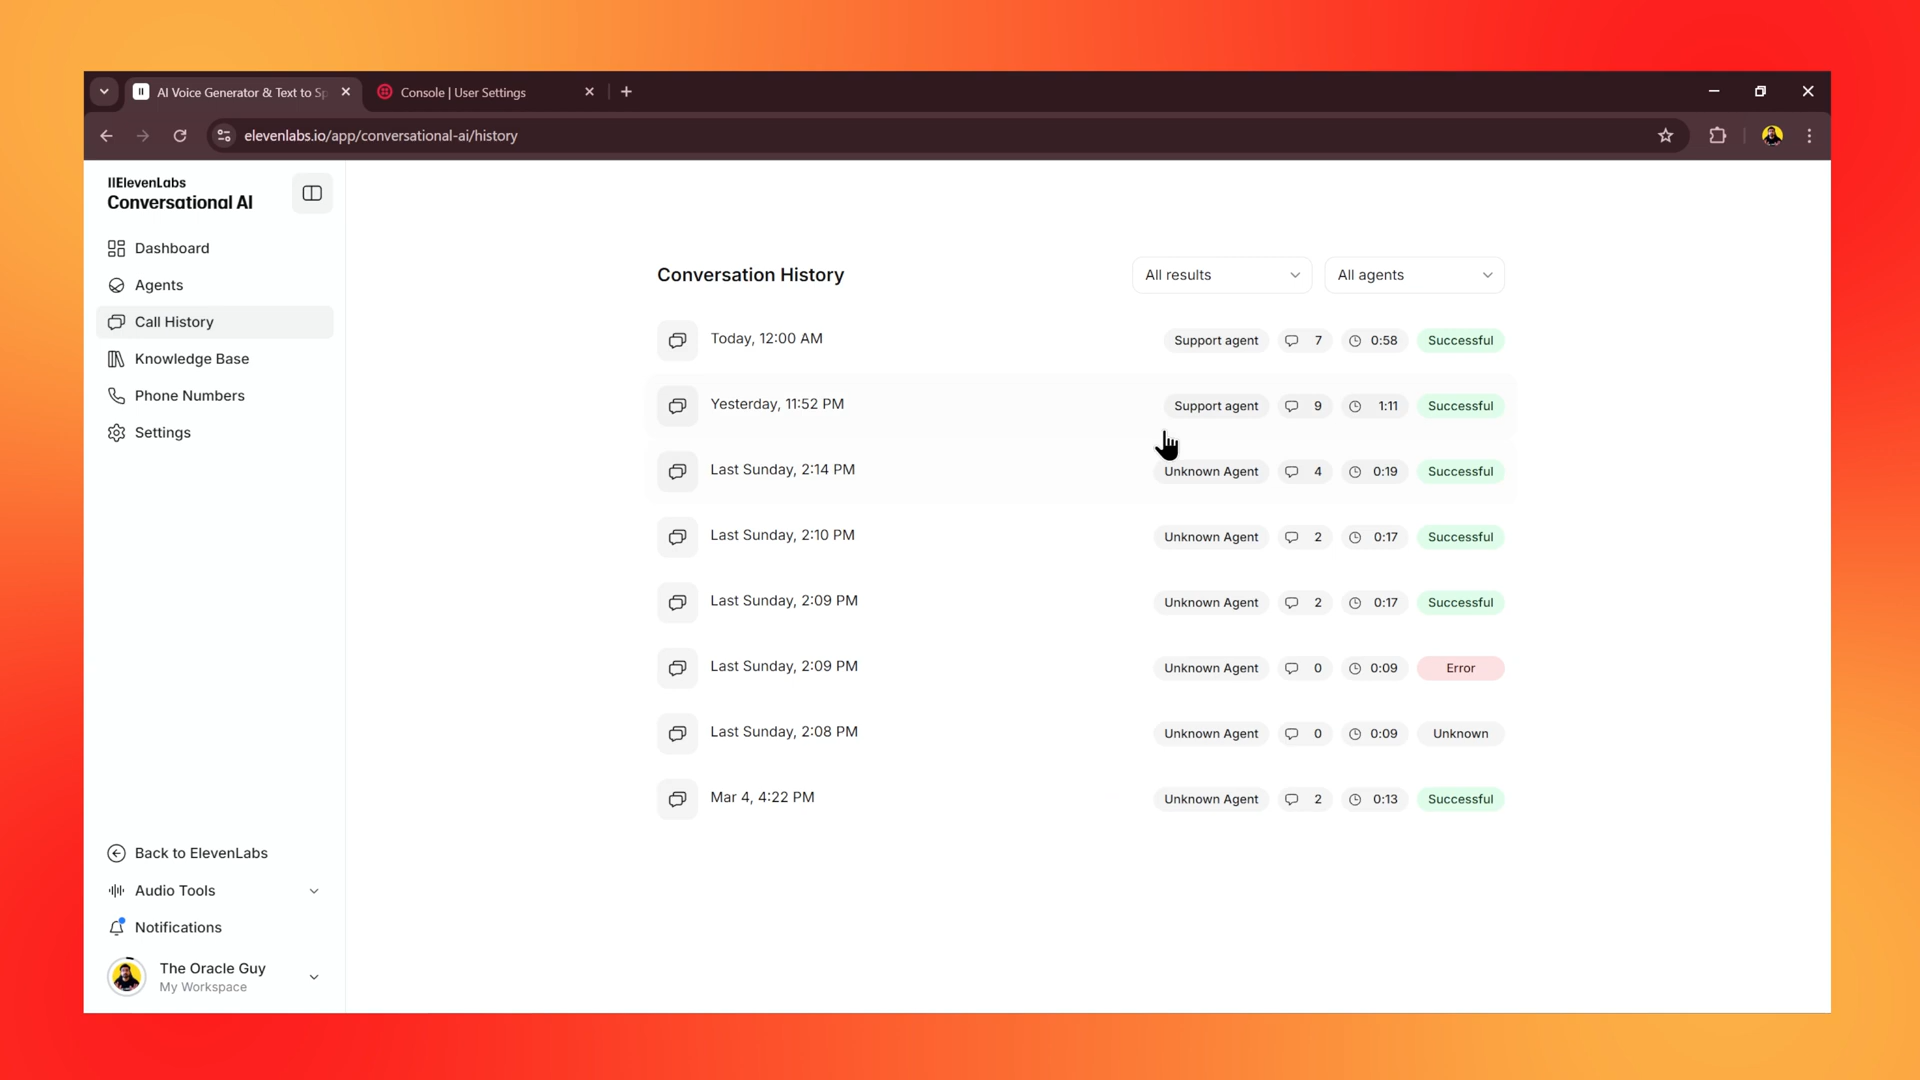 AI Voice Generator & Text to Sp
Console | User Settings
elevenlabs.io/app/conversational-ai/history
IIElevenLabs
Conversational AI
Dashboard
Agents
Call History
Knowledge Base
Phone Numbers
Settings
Conversation History
All results
All agents
Today, 12:00 AM Support agent 7 0:58 Successful
Yesterday, 11:52 PM Support agent 9 1:11 Successful
Last Sunday, 2:14 PM Unknown Agent 4 0:19 Successful
Last Sunday, 2:10 PM Unknown Agent 2 0:17 Successful
Last Sunday, 2:09 PM Unknown Agent 2 0:17 Successful
Last Sunday, 2:09 PM Unknown Agent 0 0:09 Error
Last Sunday, 2:08 PM Unknown Agent 0 0:09 Unknown
Mar 4, 4:22 PM Unknown Agent 2 0:13 Successful
Back to ElevenLabs
Audio Tools
Notifications
The Oracle Guy
My Workspace